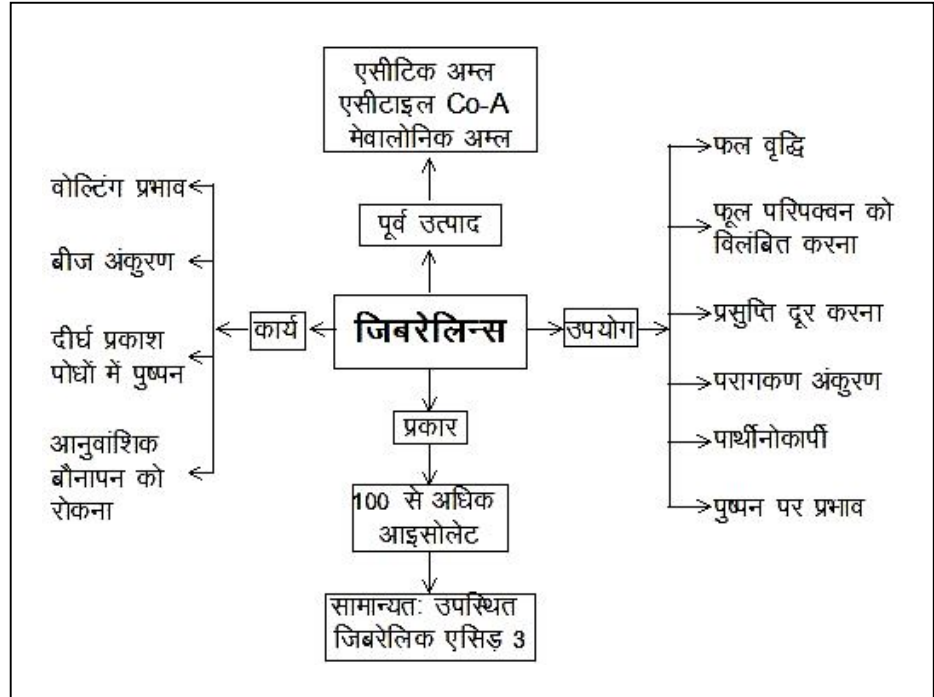 एसीटिक अम्ल
एसीटाइल Co-A
मेवालोनिक अम्ल
पूर्व उत्पाद
जिबरेलिन्स
कार्य
वोल्टिंग प्रभाव
बीज अंकुरण
दीर्घ प्रकाश
पोधों में पुष्पन
आनुवांशिक
बौनापन को
रोकना
उपयोग
फल वृद्धि
फूल परिपक्वन को
विलंबित करना
प्रसुप्ति दूर करना
परागकण अंकुरण
पार्थीनोकार्पी
पुष्पन पर प्रभाव
प्रकार
100 से अधिक
आइसोलेट
सामान्यतः उपस्थित
जिबरेलिक एसिड़ 3